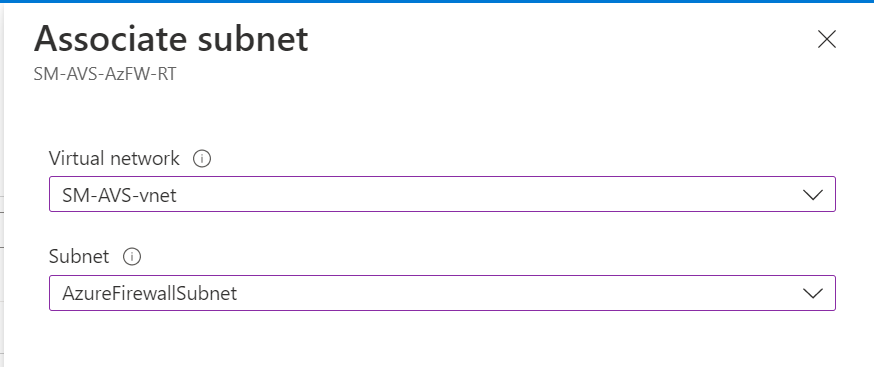 Associate subnet
SM-AVS-AzFW-RT
Virtual network
SM-AVS-vnet
Subnet
AzureFirewallSubnet